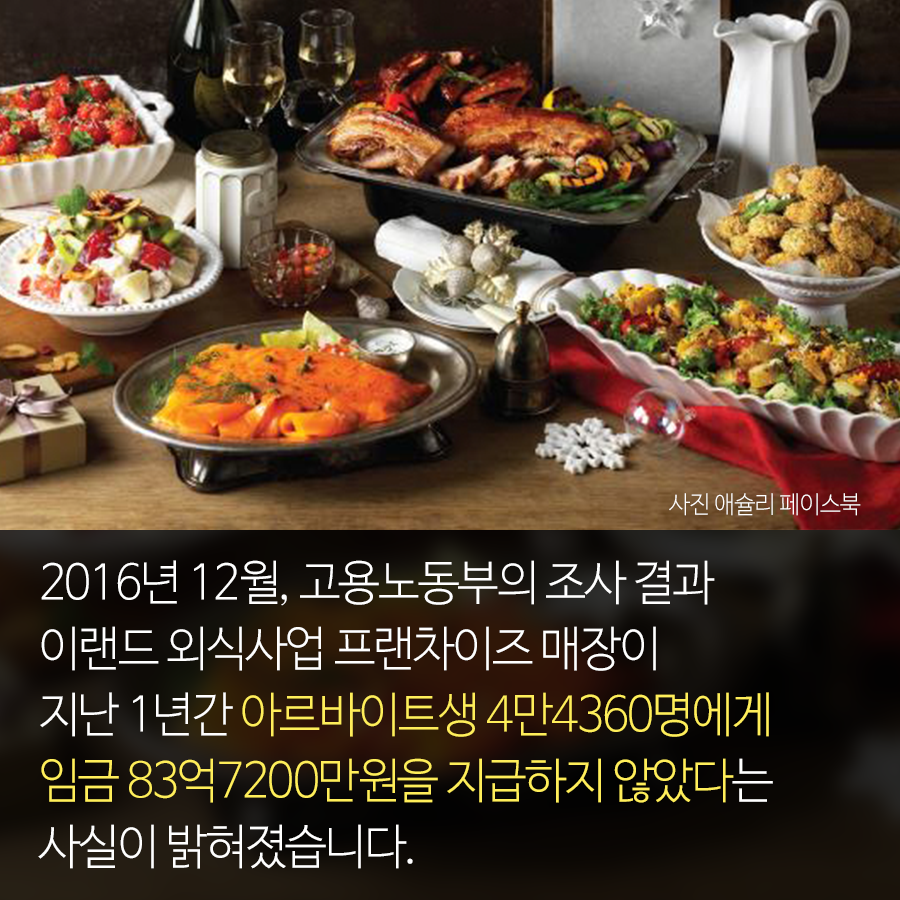 사진 애슐리 페이스북
2016년 12월, 고용노동부의 조사 결과
이랜드 외식사업 프랜차이즈 매장이
지난 1년간 아르바이트생 4만4360명에게
임금 83억7200만원을 지급하지 않았다는
사실이 밝혀졌습니다.